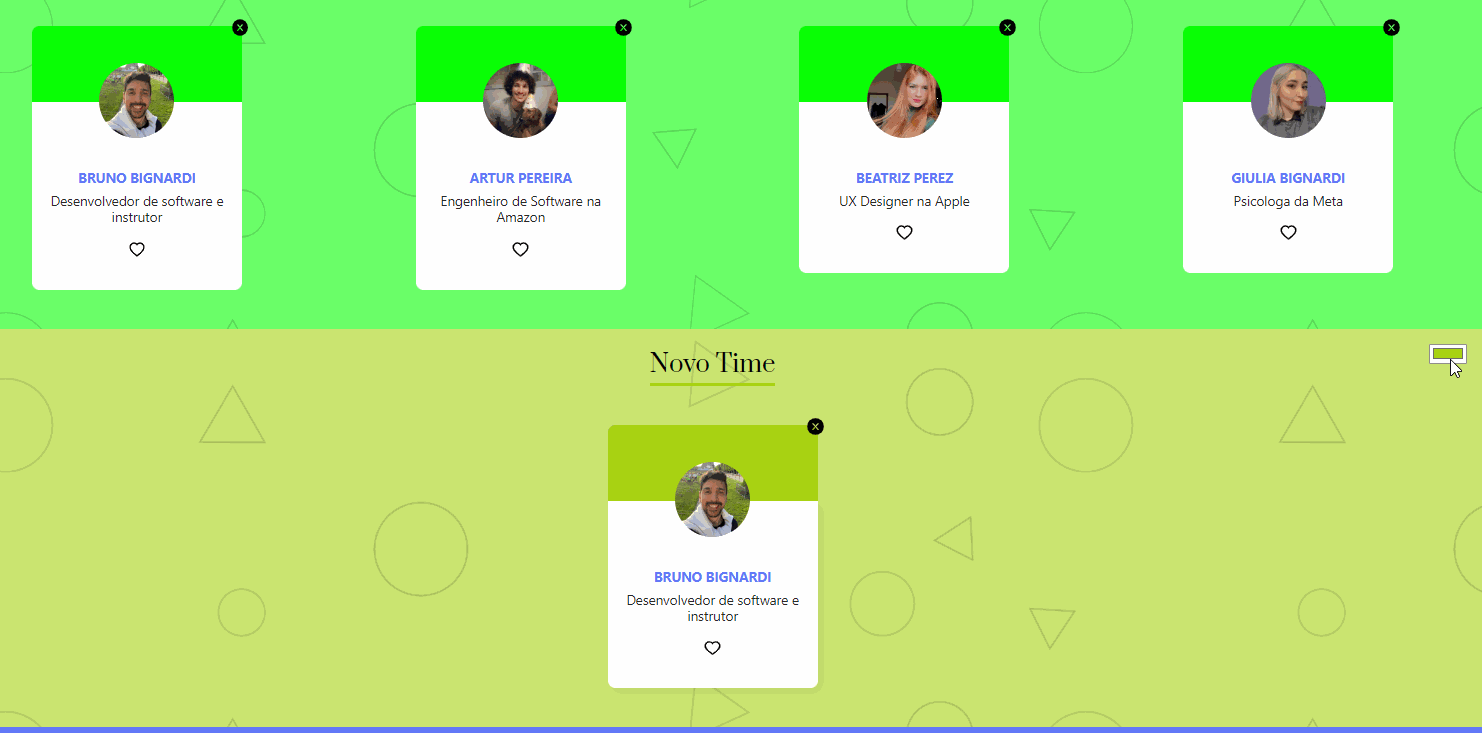 BRUNO BIGNARDI
Desenvolvedor de software e
instrutor
ARTUR PEREIRA
Engenheiro de Software na
Amazon
BEATRIZ PEREZ
UX Designer na Apple
GIULIA BIGNARDI
Psicologa da Meta
Novo Time
BRUNO BIGNARDI
Desenvolvedor de software e
instrutor